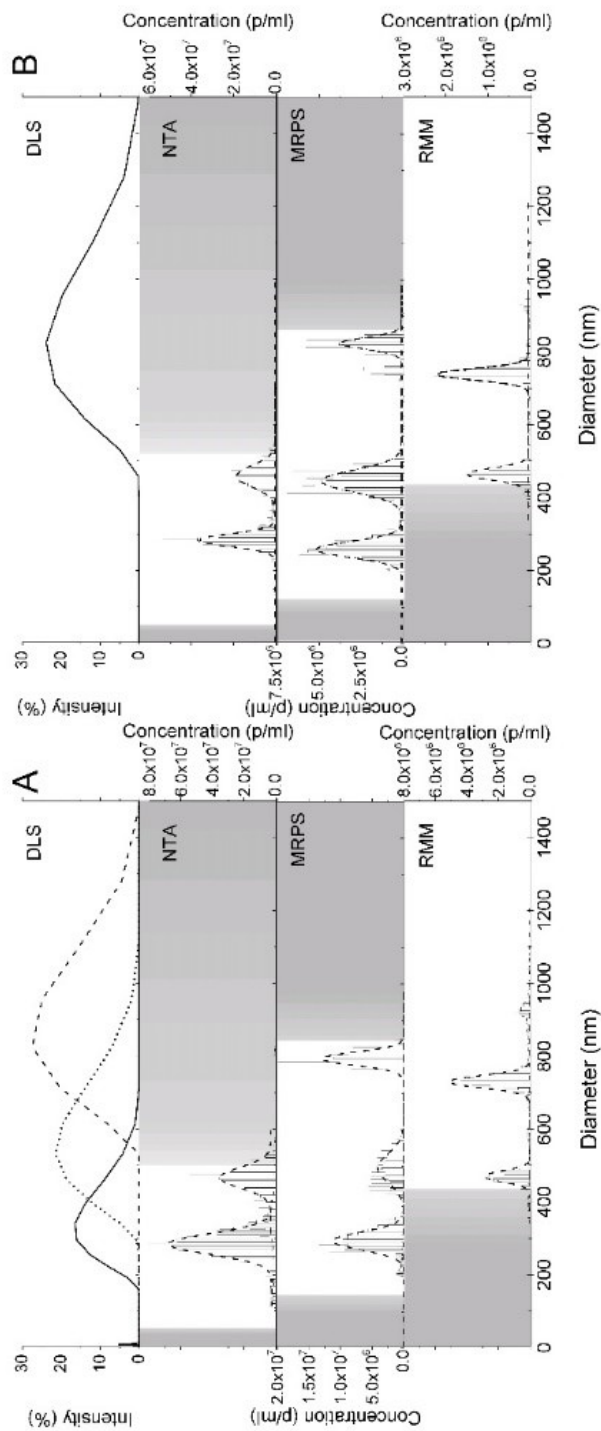 A
Intensity (%)
30
20
10
0
DLS
Concentration (p/ml)
8.0x10⁷
6.0x10⁷
4.0x10⁷
2.0x10⁷
0.0
NTA
Concentration (p/ml)
2.0x10⁷
1.5x10⁷
1.0x10⁷
5.0x10⁶
0.0
MRPS
Concentration (p/ml)
8.0x10⁶
6.0x10⁶
4.0x10⁶
2.0x10⁶
0.0
RMM
0 200 400 600 800 1000 1200 1400
Diameter (nm)
B
Intensity (%)
30
20
10
0
DLS
Concentration (p/ml)
6.0x10⁷
4.0x10⁷
2.0x10⁷
0.0
NTA
Concentration (p/ml)
7.5x10⁶
5.0x10⁶
2.5x10⁶
0.0
MRPS
Concentration (p/ml)
3.0x10⁶
2.0x10⁶
1.0x10⁶
0.0
RMM
0 200 400 600 800 1000 1200 1400
Diameter (nm)